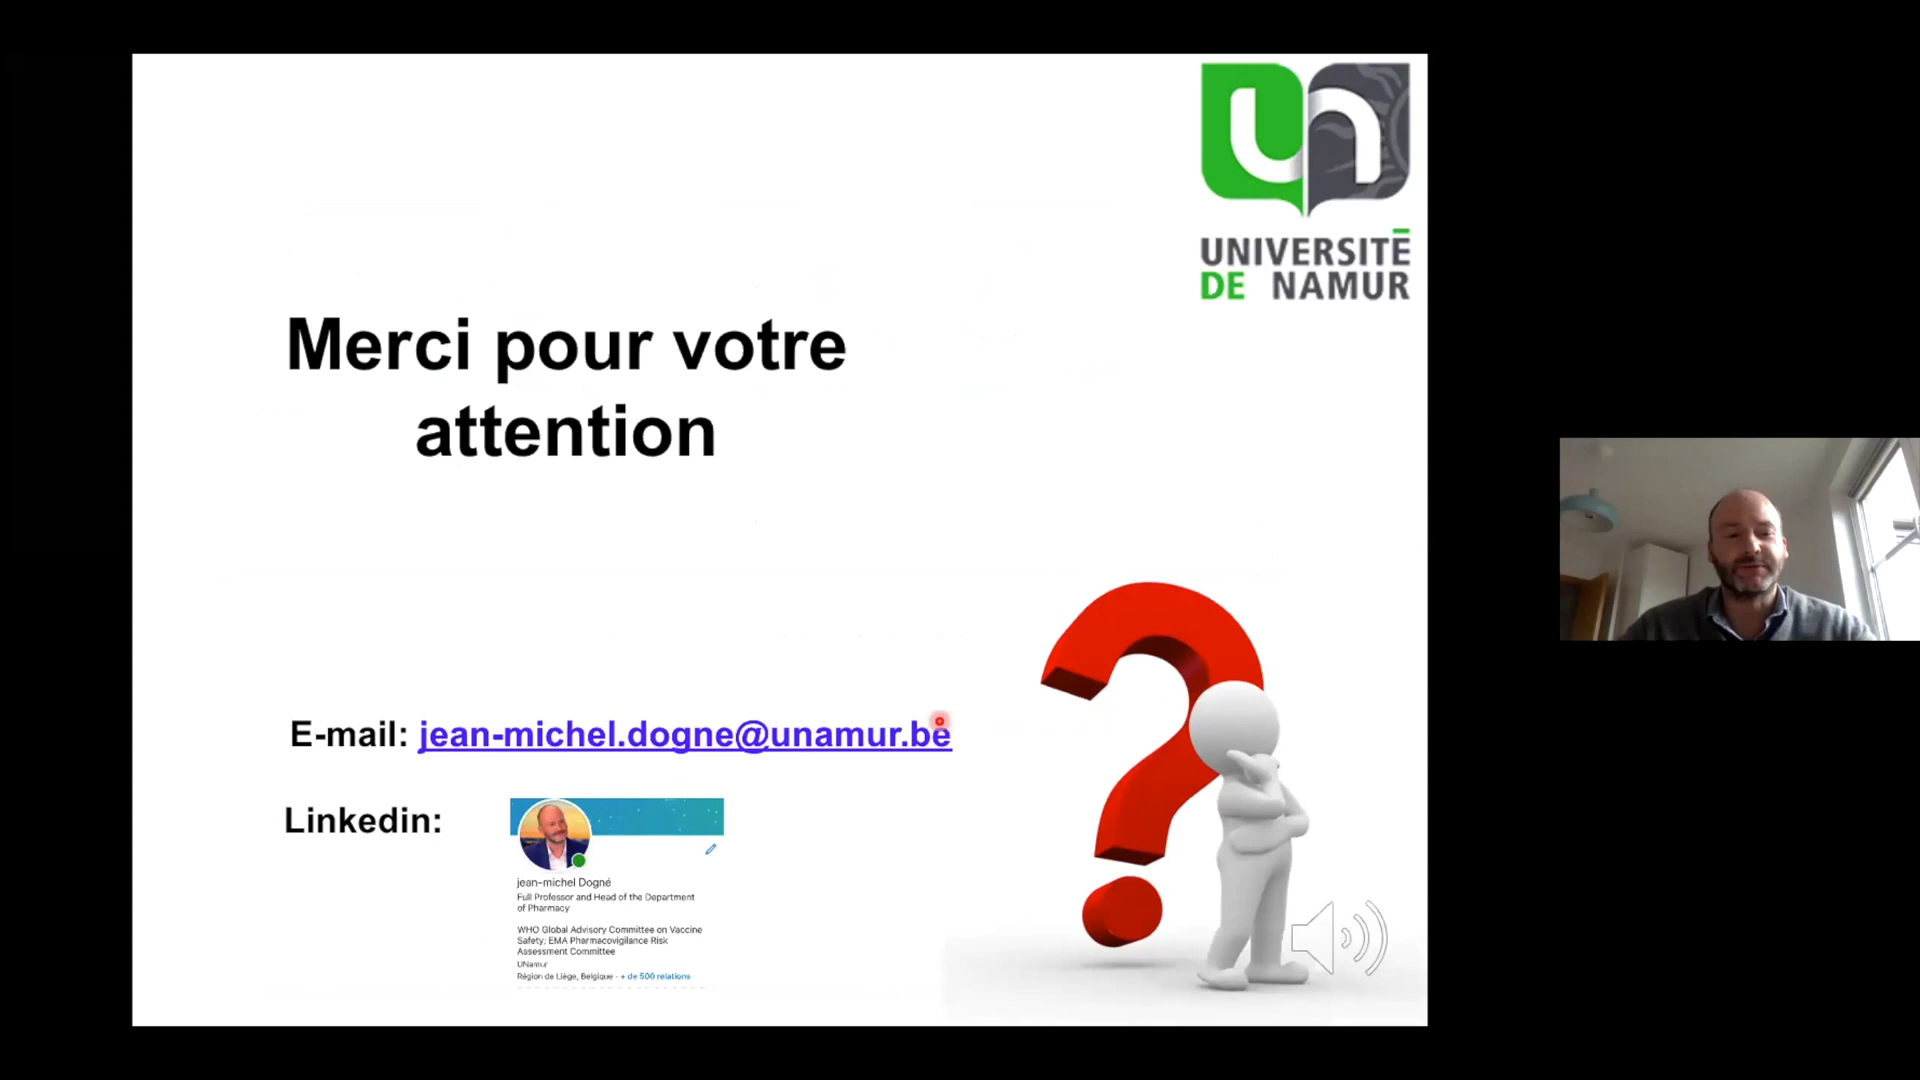 un
UNIVERSITĒ
DE NAMUR
Merci pour votre
attention
E-mail: jean-michel.dogne@unamur.be
Linkedin:
jean-michel Dogné
Full Professor and Head of the Department
of Pharmacy
WHO Global Advisory Committee on Vaccine
Safety; EMA Pharmacovigilance Risk
Assessment Committee
UNamur
Région de Liège, Belgique · + de 500 relations